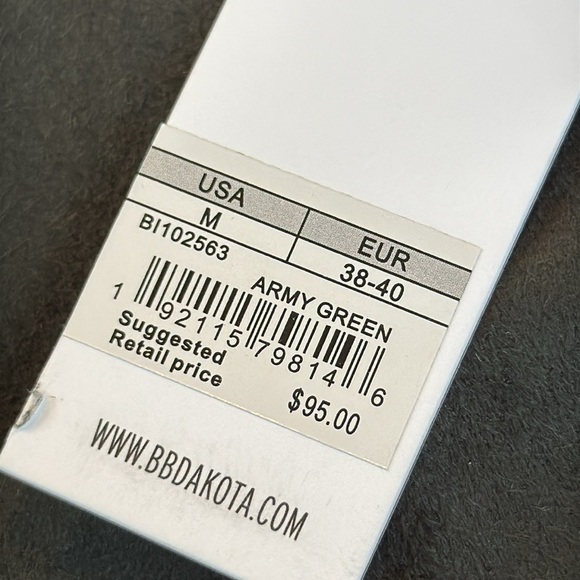 USA EUR
M 38-40
BI102563
ARMY GREEN
1 92115 79814 6
Suggested
Retail price
$95.00
WWW.BBDAKOTA.COM